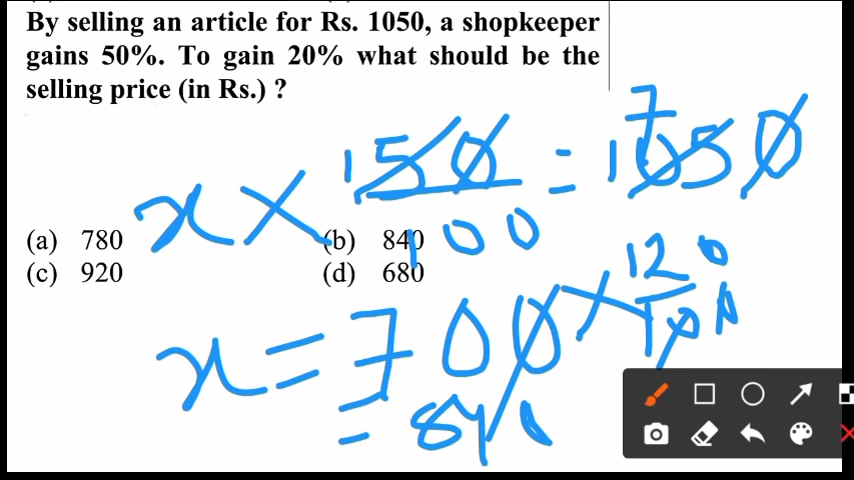 By selling an article for Rs. 1050, a shopkeeper
gains 50%. To gain 20% what should be the
selling price (in Rs.) ?
7
x × 150/100 = 1050
(a) 780 (b) 840
(c) 920 (d) 680
x = 700 × 120/100
= 840